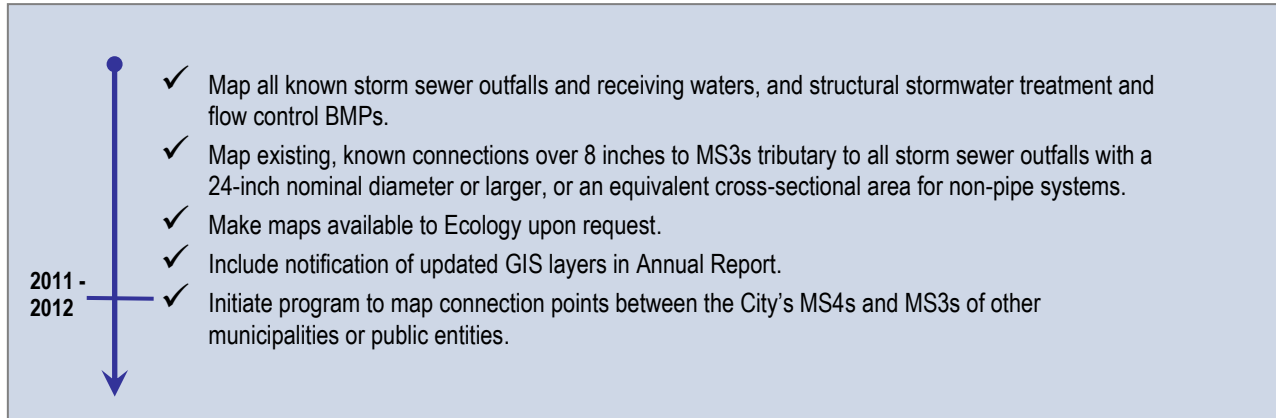 ✓ Map all known storm sewer outfalls and receiving waters, and structural stormwater treatment and
flow control BMPs.
✓ Map existing, known connections over 8 inches to MS3s tributary to all storm sewer outfalls with a
24-inch nominal diameter or larger, or an equivalent cross-sectional area for non-pipe systems.
✓ Make maps available to Ecology upon request.
✓ Include notification of updated GIS layers in Annual Report.
2011 -
2012
✓ Initiate program to map connection points between the City’s MS4s and MS3s of other
municipalities or public entities.